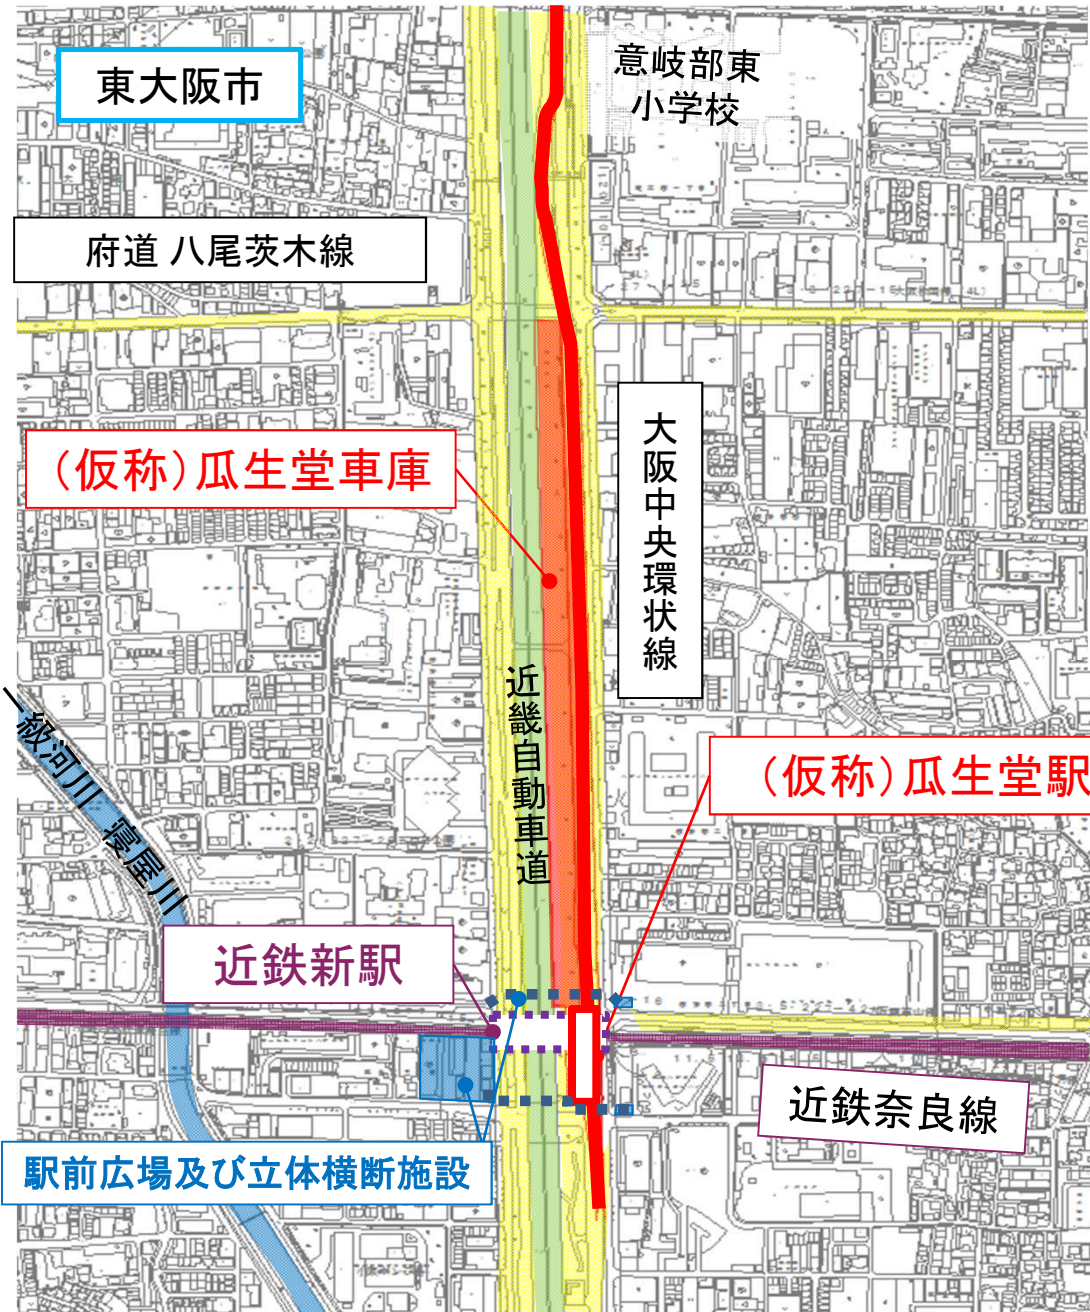 東大阪市
意岐部東
小学校
府道 八尾茨木線
（仮称）瓜生堂車庫
大阪中央環状線
近畿自動車道
（仮称）瓜生堂駅
一級河川 寝屋川
近鉄新駅
近鉄奈良線
駅前広場及び立体横断施設